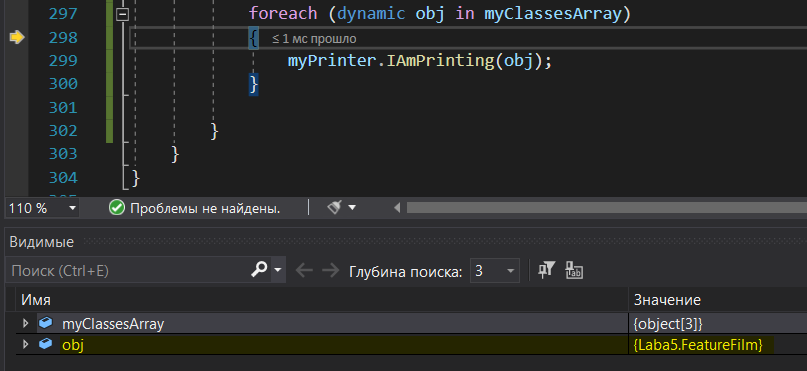 297 foreach (dynamic obj in myClassesArray)
298 { ≤ 1 мс прошло
299 myPrinter.IAmPrinting(obj);
300 }
301
302 }
303 }
304 }
110 % Проблемы не найдены.
Видимые
Поиск (Ctrl+E) Глубина поиска: 3
Имя Значение
myClassesArray {object[3]}
obj {Laba5.FeatureFilm}